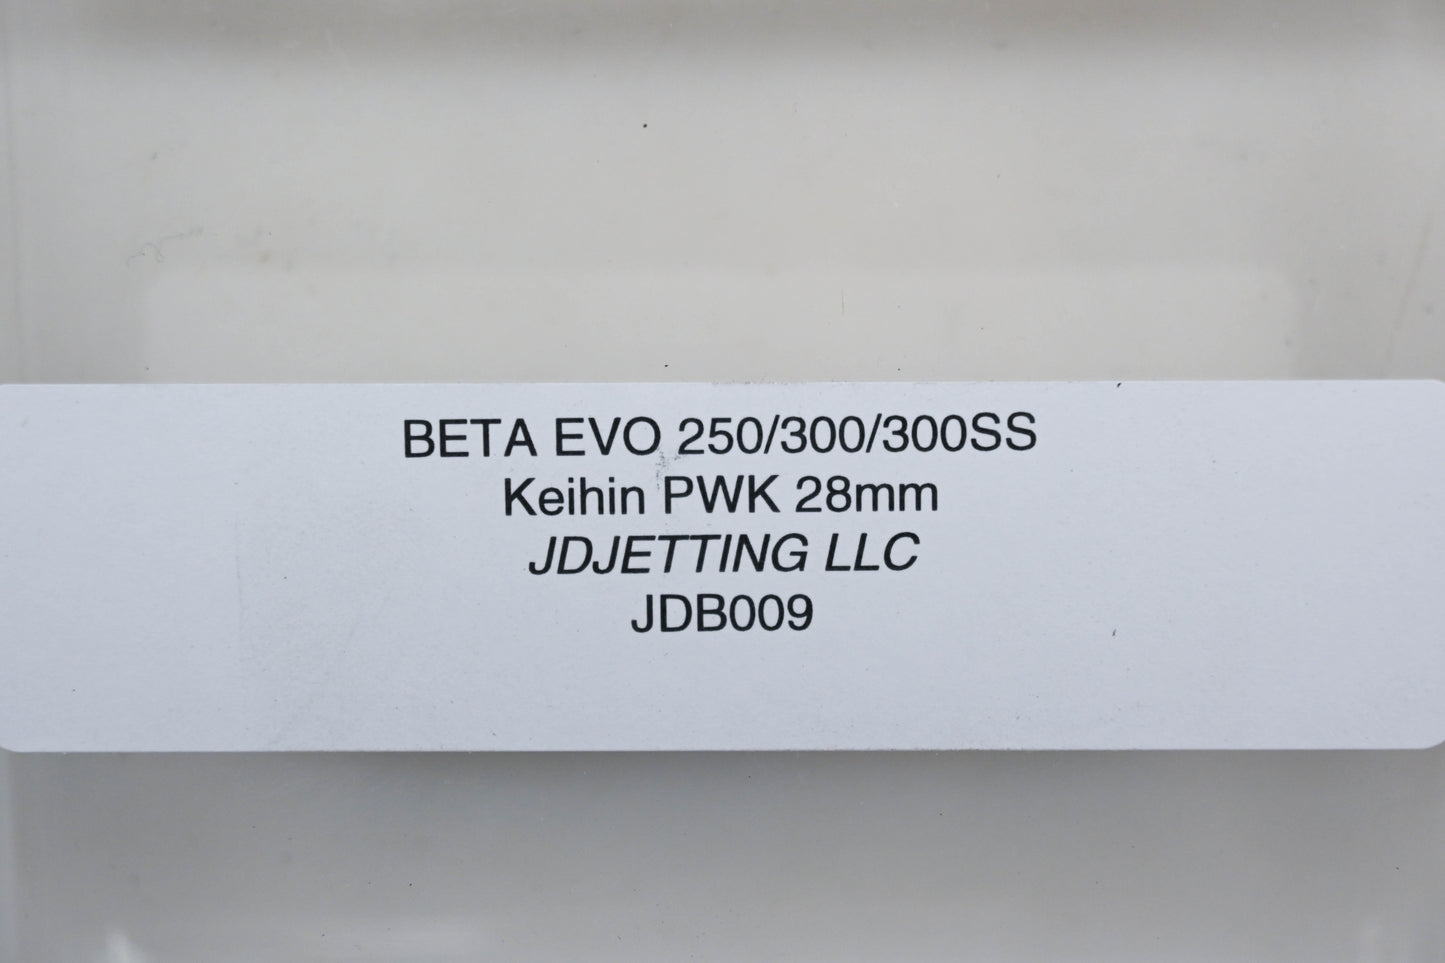 BETA EVO 250/300/300SS
Keihin PWK 28mm
JDJETTING LLC
JDB009